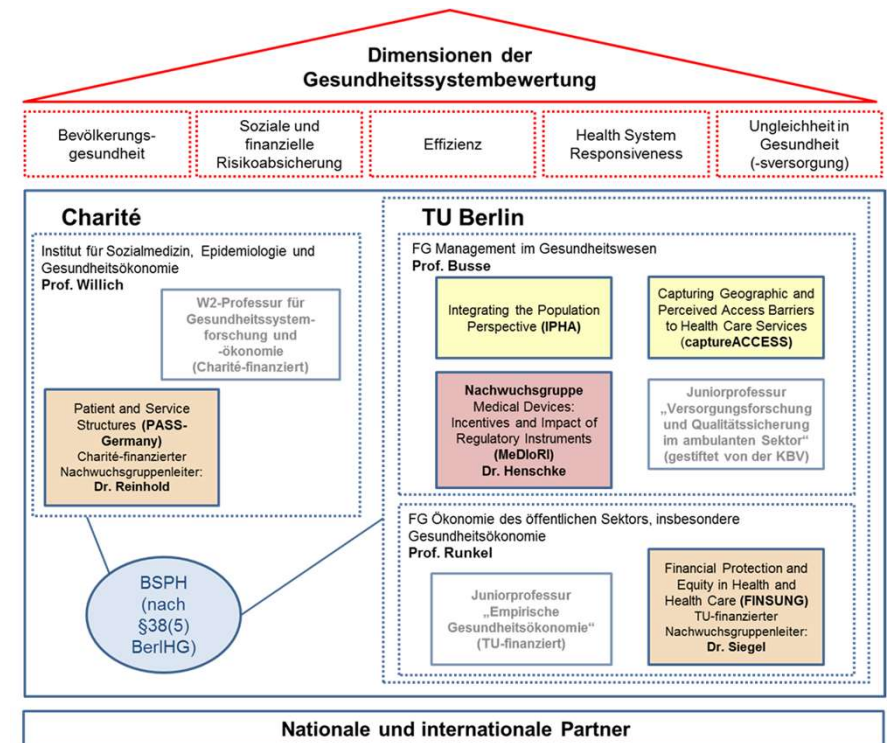 Dimensionen der
Gesundheitssystembewertung
Bevölkerungs-
gesundheit
Soziale und
finanzielle
Risikoabsicherung
Effizienz
Health System
Responsiveness
Ungleichheit in
Gesundheit
(-sversorgung)
Charité
Institut für Sozialmedizin, Epidemiologie und
Gesundheitsökonomie
Prof. Willich
W2-Professur für
Gesundheitssystem-
forschung und
-ökonomie
(Charité-finanziert)
Patient and Service
Structures (PASS-
Germany)
Charité-finanzierter
Nachwuchsgruppenleiter:
Dr. Reinhold
BSPH
(nach
§38(5)
BerlHG)
TU Berlin
FG Management im Gesundheitswesen
Prof. Busse
Integrating the Population
Perspective (IPHA)
Capturing Geographic and
Perceived Access Barriers
to Health Care Services
(captureACCESS)
Nachwuchsgruppe
Medical Devices:
Incentives and Impact of
Regulatory Instruments
(MeDIoRI)
Dr. Henschke
Juniorprofessur
„Versorgungsforschung
und Qualitätssicherung
im ambulanten Sektor“
(gestiftet von der KBV)
FG Ökonomie des öffentlichen Sektors, insbesondere
Gesundheitsökonomie
Prof. Runkel
Juniorprofessur
„Empirische
Gesundheitsökonomie“
(TU-finanziert)
Financial Protection and
Equity in Health and
Health Care (FINSUNG)
TU-finanzierter
Nachwuchsgruppenleiter:
Dr. Siegel
Nationale und internationale Partner